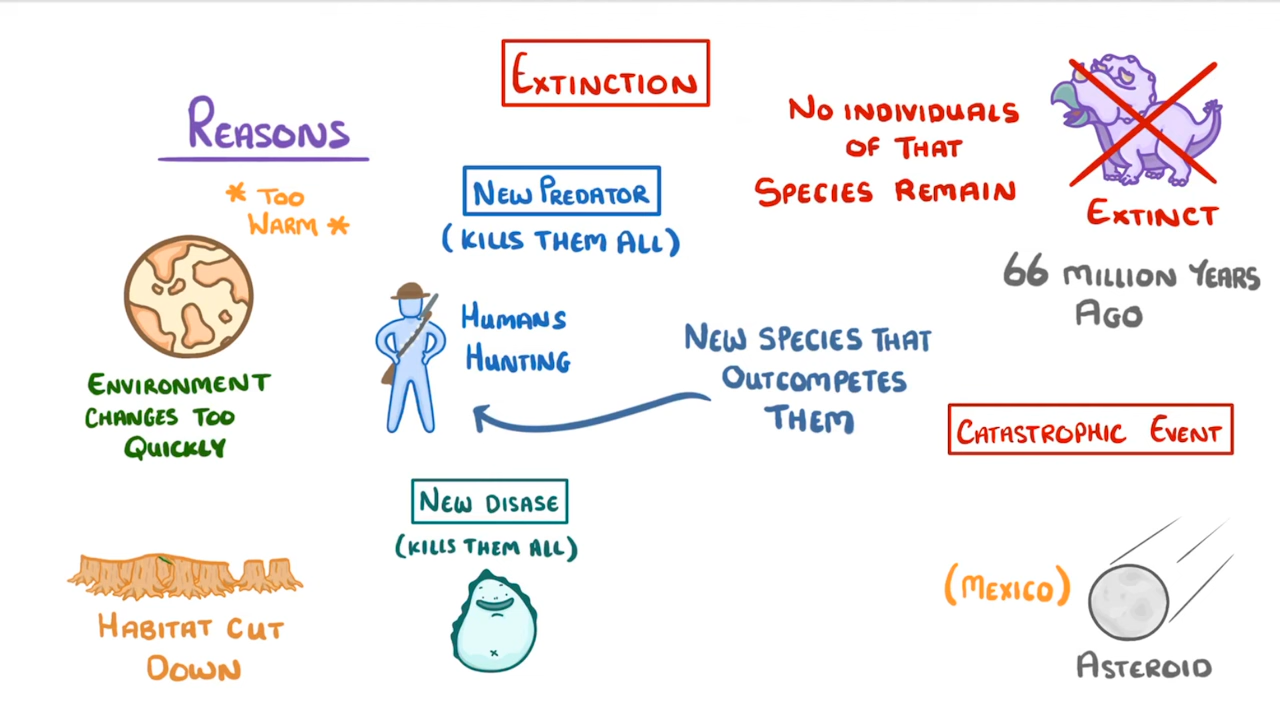 EXTINCTION
REASONS
* TOO
WARM *
ENVIRONMENT
CHANGES TOO
QUICKLY
HABITAT CUT
DOWN
NEW PREDATOR
(KILLS THEM ALL)
HUMANS
HUNTING
NEW SPECIES THAT
OUTCOMPETES
THEM
NEW DISASE
(KILLS THEM ALL)
NO INDIVIDUALS
OF THAT
SPECIES REMAIN
EXTINCT
66 MILLION YEARS
AGO
CATASTROPHIC EVENT
(MEXICO)
ASTEROID